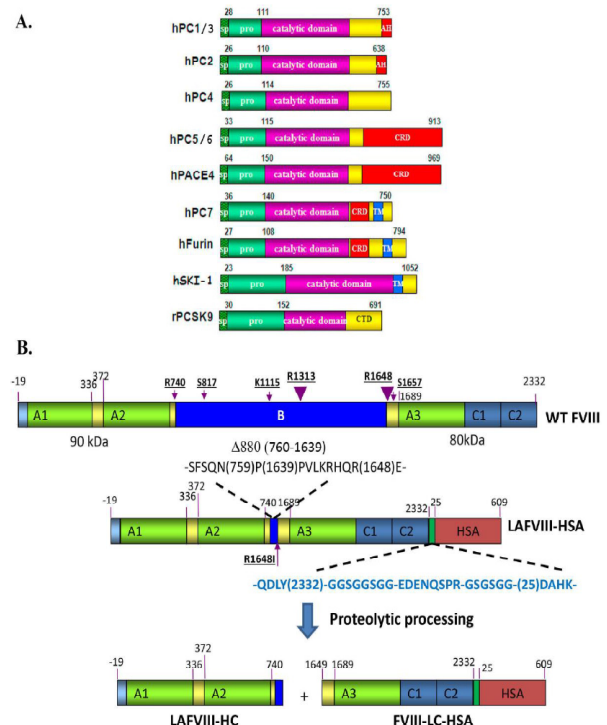 A.
28 111 753
hPC1/3 sp pro catalytic domain AH
26 110 638
hPC2 sp pro catalytic domain AH
26 114 755
hPC4 sp pro catalytic domain
33 115 913
hPC5/6 sp pro catalytic domain CRD
64 150 969
hPACE4 sp pro catalytic domain CRD
36 140 750
hPC7 sp pro catalytic domain CRD TM
27 108 794
hFurin sp pro catalytic domain CRD TM
23 185 1052
hSKI-1 sp pro catalytic domain TM
30 152 691
rPCSK9 sp pro catalytic domain CTD
B.
-19 336 372 R740 S817 K1115 R1313 R1648 S1657 1689 2332
A1 A2 B A3 C1 C2 WT FVIII
90 kDa 80kDa
Δ880 (760-1639)
-SFSQN(759)P(1639)PVLKRHQR(1648)E-
-19 336 372 740 1689 2332 25 609
A1 A2 A3 C1 C2 HSA LAFVIII-HSA
R1648I
-QDLY(2332)-GGSGGSGG-EDENQSPR-GSGSGG-(25)DAHK-
Proteolytic processing
-19 336 372 740 1649 1689 2332 25 609
A1 A2 + A3 C1 C2 HSA
LAFVIII-HC FVIII-LC-HSA